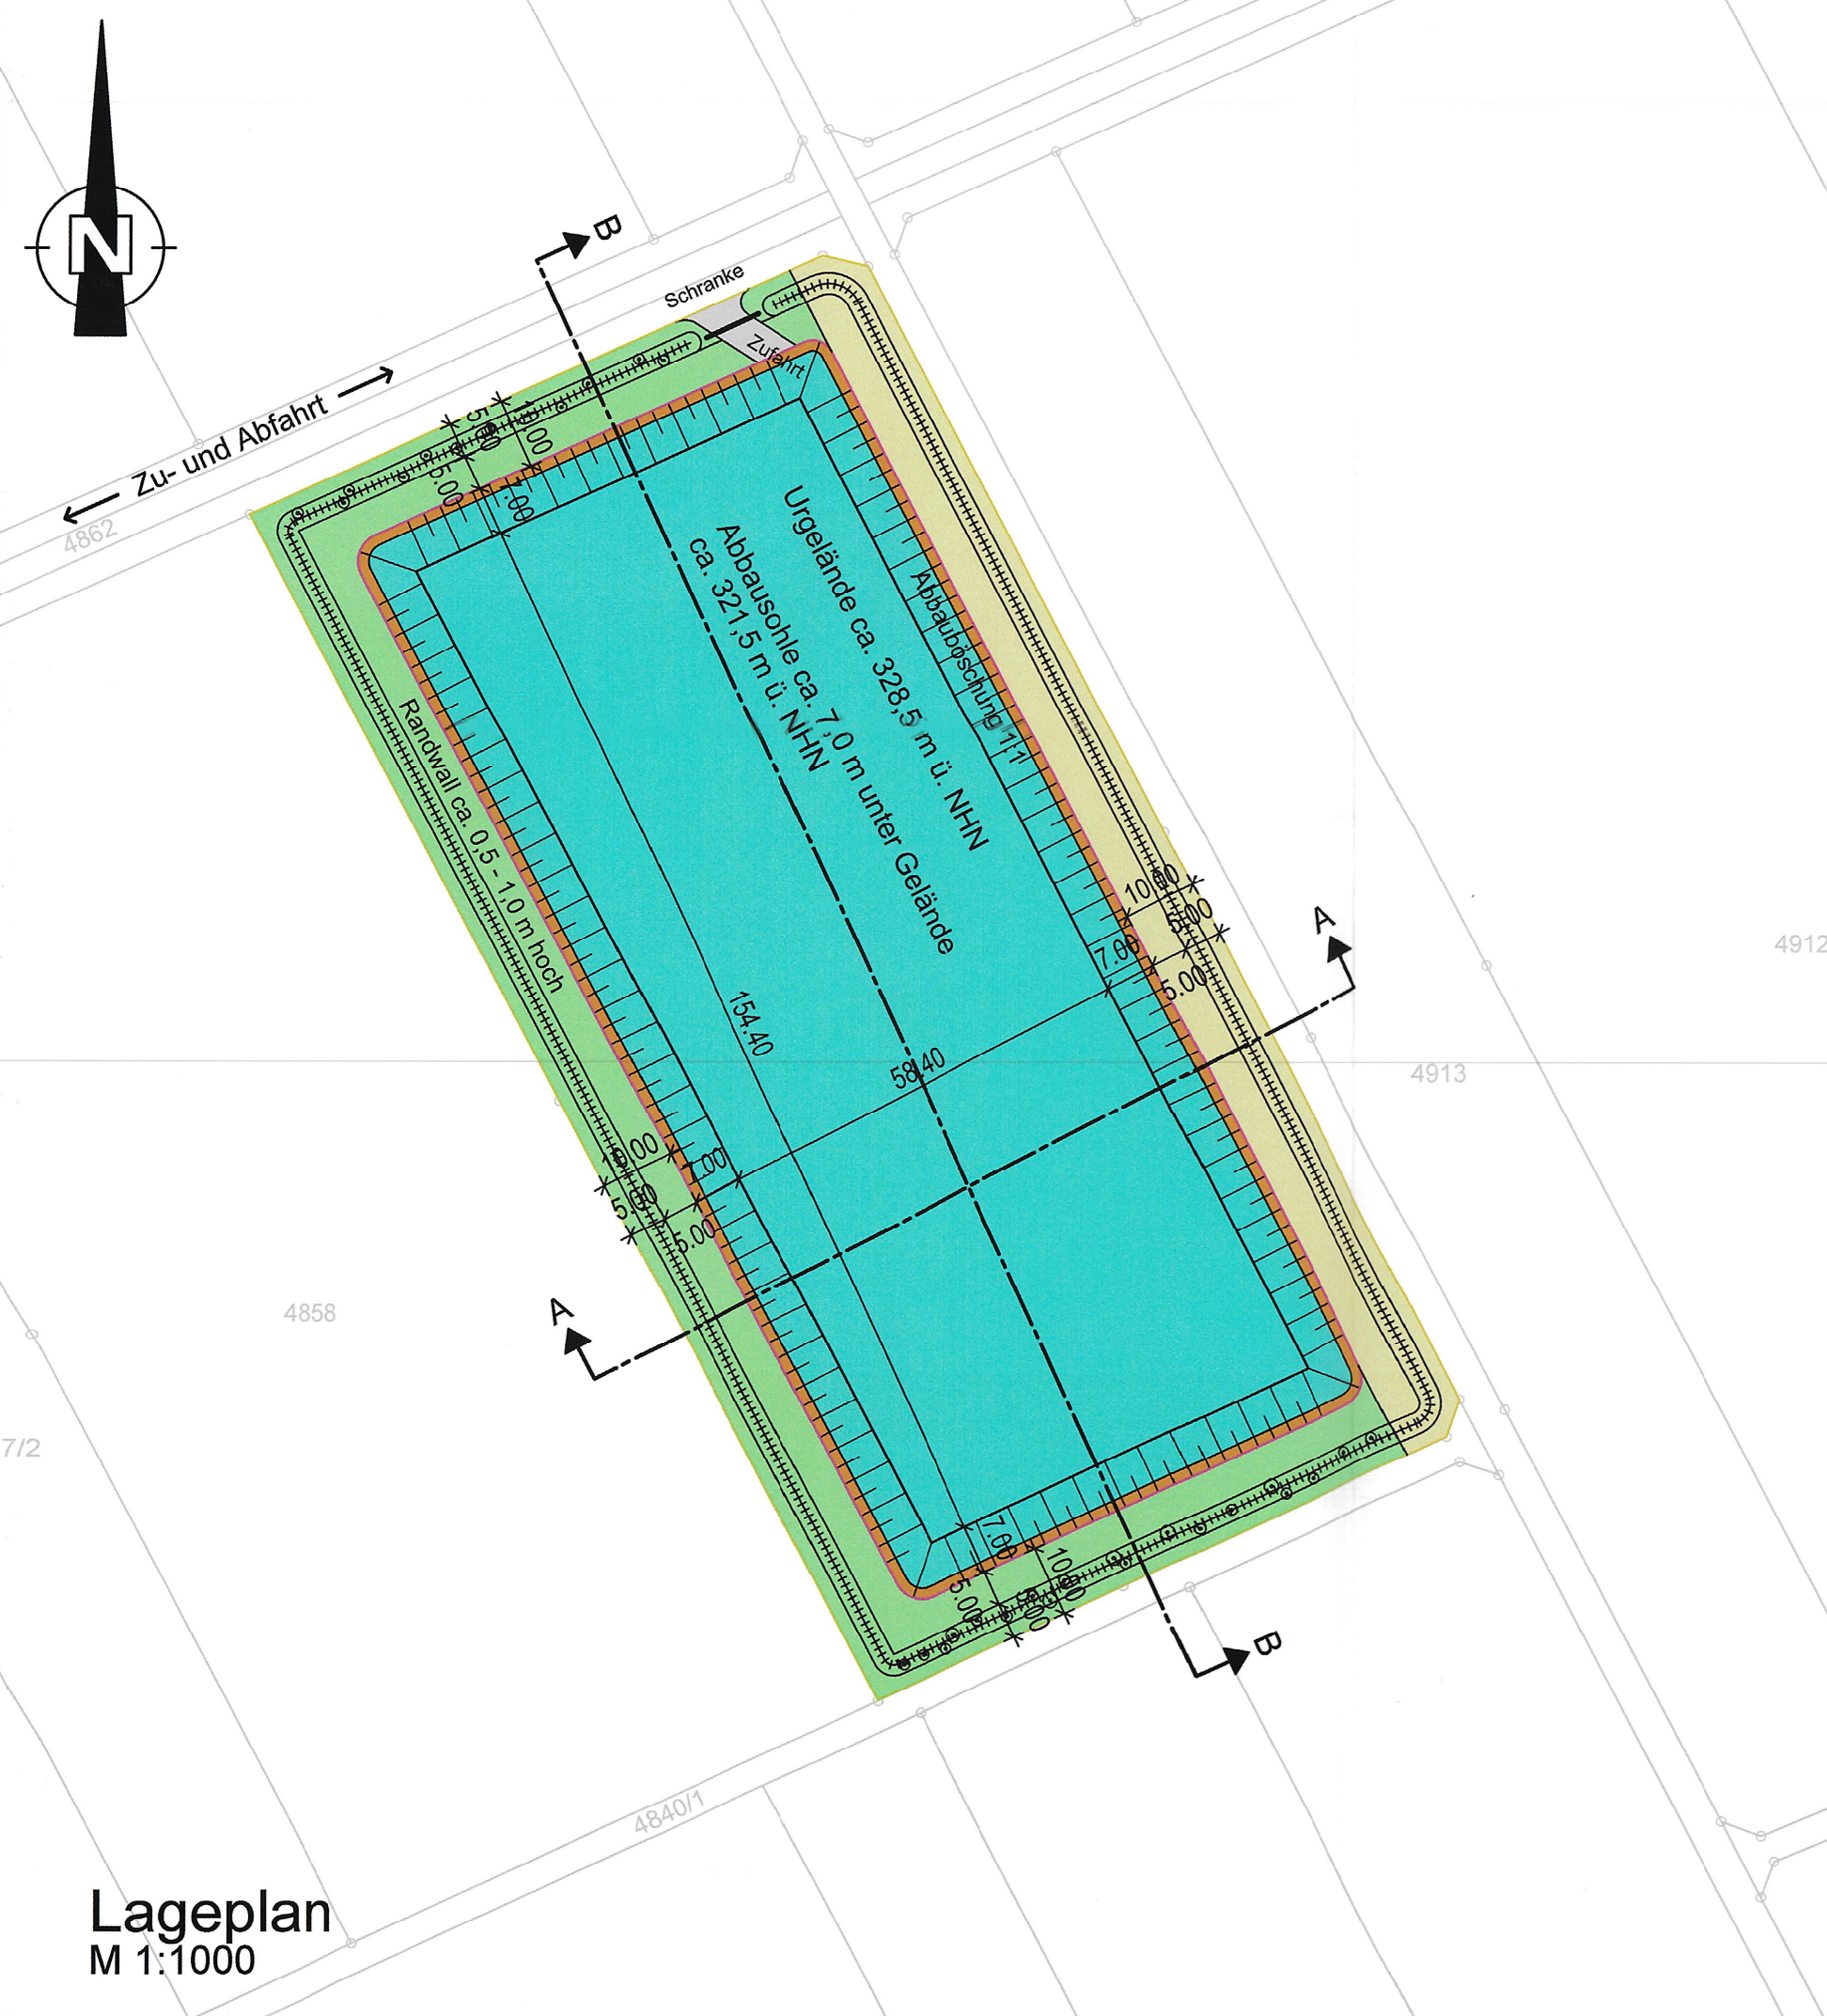 N
B
Schranke
Zufahrt
Zu- und Abfahrt
4862
5.00
5.00
10.00
5.00
7.00
Urgelände ca. 328,5 m ü. NHN
Abbausohle ca. 7,0 m unter Gelände
ca. 321,5 m ü. NHN
Abbauböschung 1:1
Randwall ca. 0,5 - 1,0 m hoch
10.00
5.00
7.00
5.00
A
4912
154.40
58.40
4913
10.00
7.00
5.00
5.00
A
4858
7/2
7.00
10.00
5.00
5.00
B
4840/1
Lageplan
M 1:1000